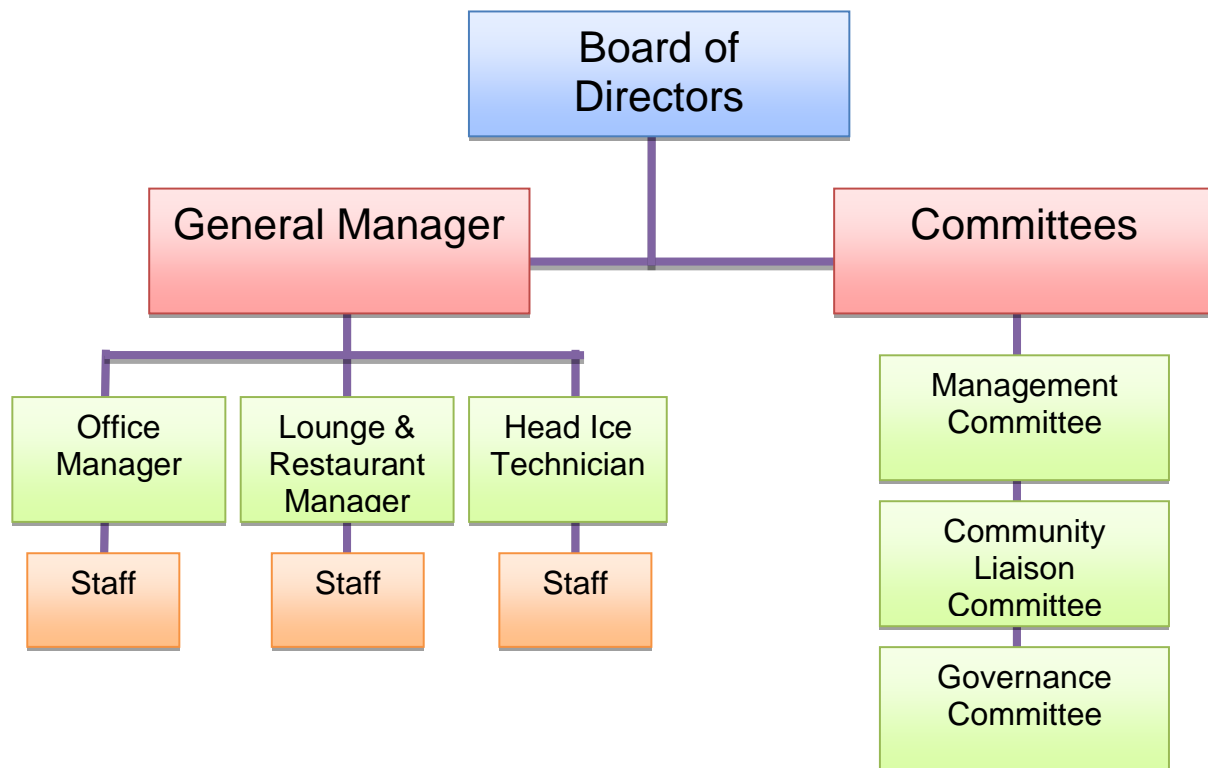 Board of
Directors
General Manager
Committees
Office
Manager
Lounge &
Restaurant
Manager
Head Ice
Technician
Staff
Staff
Staff
Management
Committee
Community
Liaison
Committee
Governance
Committee